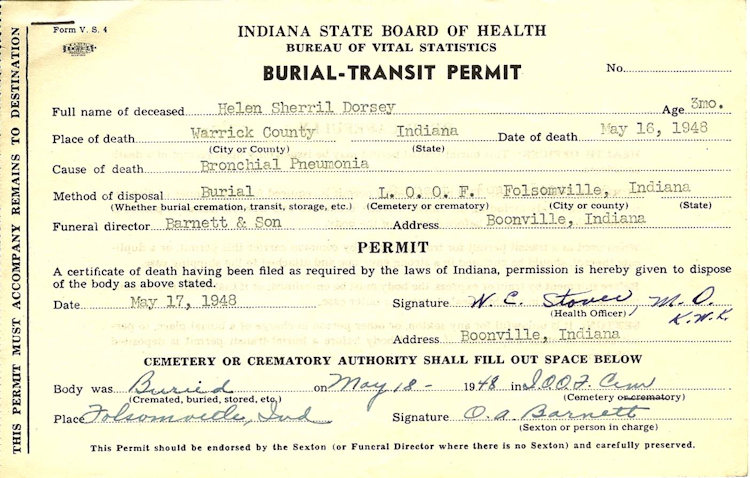 Form V. S. 4
INDIANA STATE BOARD OF HEALTH
BUREAU OF VITAL STATISTICS
BURIAL-TRANSIT PERMIT
No.
Full name of deceased Helen Sherril Dorsey Age 3mo.
Place of death Warrick County Indiana Date of death May 16, 1948
(City or County) (State)
Cause of death Bronchial Pneumonia
Method of disposal Burial L. O. O. F. Folsomville, Indiana
(Whether burial, cremation, transit, storage, etc.) (Cemetery or crematory) (City or county) (State)
Funeral director Barnett & Son Address Boonville, Indiana
PERMIT
A certificate of death having been filed as required by the laws of Indiana, permission is hereby given to dispose
of the body as above stated.
Date May 17, 1948 Signature W. C. Stover, M. D.
(Health Officer) K.W.K.
Address Boonville, Indiana
CEMETERY OR CREMATORY AUTHORITY SHALL FILL OUT SPACE BELOW
Body was Buried on May 18 - 1948 in I.O.O.F. Cem
(Cremated, buried, stored, etc.) (Cemetery or crematory)
Place Folsomville, Ind Signature O. A. Barnett
(Sexton or person in charge)
This Permit should be endorsed by the Sexton (or Funeral Director where there is no Sexton) and carefully preserved.
THIS PERMIT MUST ACCOMPANY REMAINS TO DESTINATION